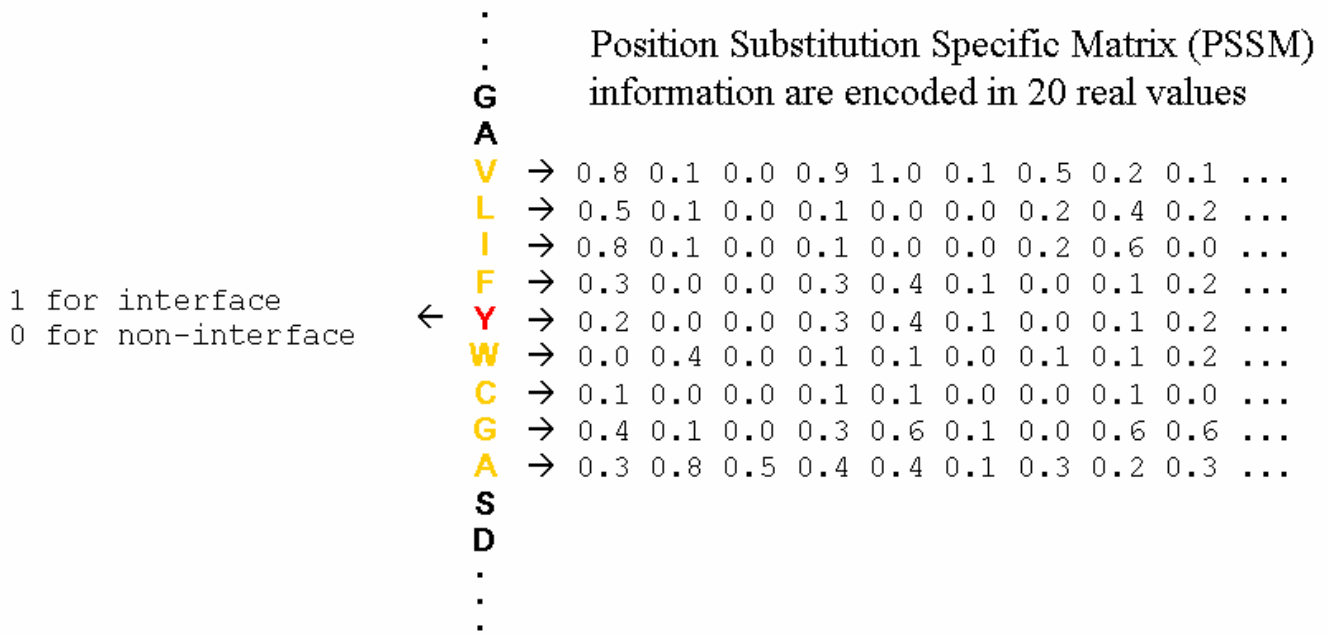 .
.
.
Position Substitution Specific Matrix (PSSM)
information are encoded in 20 real values
G
A
V → 0.8 0.1 0.0 0.9 1.0 0.1 0.5 0.2 0.1 ...
L → 0.5 0.1 0.0 0.1 0.0 0.0 0.2 0.4 0.2 ...
I → 0.8 0.1 0.0 0.1 0.0 0.0 0.2 0.6 0.0 ...
F → 0.3 0.0 0.0 0.3 0.4 0.1 0.0 0.1 0.2 ...
1 for interface
0 for non-interface
← Y → 0.2 0.0 0.0 0.3 0.4 0.1 0.0 0.1 0.2 ...
W → 0.0 0.4 0.0 0.1 0.1 0.0 0.1 0.1 0.2 ...
C → 0.1 0.0 0.0 0.1 0.1 0.0 0.0 0.1 0.0 ...
G → 0.4 0.1 0.0 0.3 0.6 0.1 0.0 0.6 0.6 ...
A → 0.3 0.8 0.5 0.4 0.4 0.1 0.3 0.2 0.3 ...
S
D
.
.
.